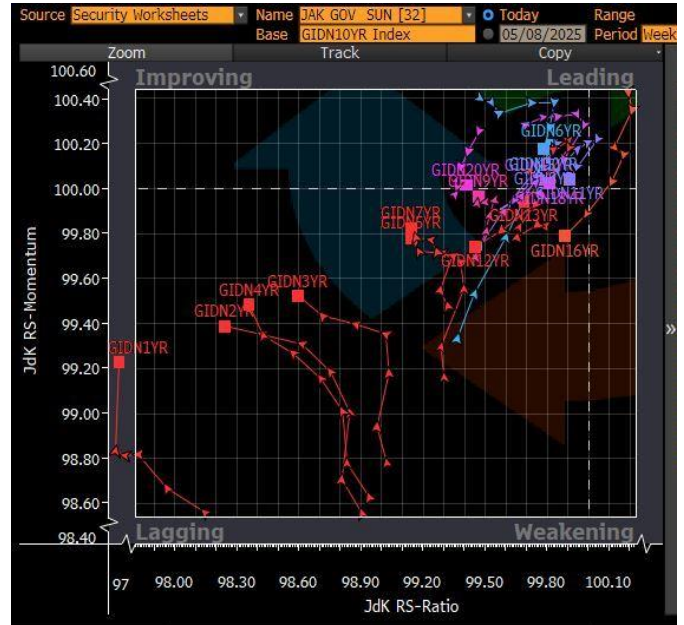 Source Security Worksheets Name JAK GOV SUN [32] Today Range
Base GIDN10YR Index 05/08/2025 Period Week
Zoom Track Copy
Improving Leading
100.60
100.40
100.20
100.00
99.80
99.60
99.40
99.20
99.00
98.80
98.60
98.40
JdK RS-Momentum
GIDN6YR
GIDN20YR
GIDN9YR
GIDN11YR
GIDN18YR
GIDN7YR
GIDN13YR
GIDN16YR
GIDN12YR
GIDN3YR
GIDN4YR
GIDN2YR
GIDN1YR
»
Lagging Weakening
97 98.00 98.30 98.60 98.90 99.20 99.50 99.80 100.10
JdK RS-Ratio